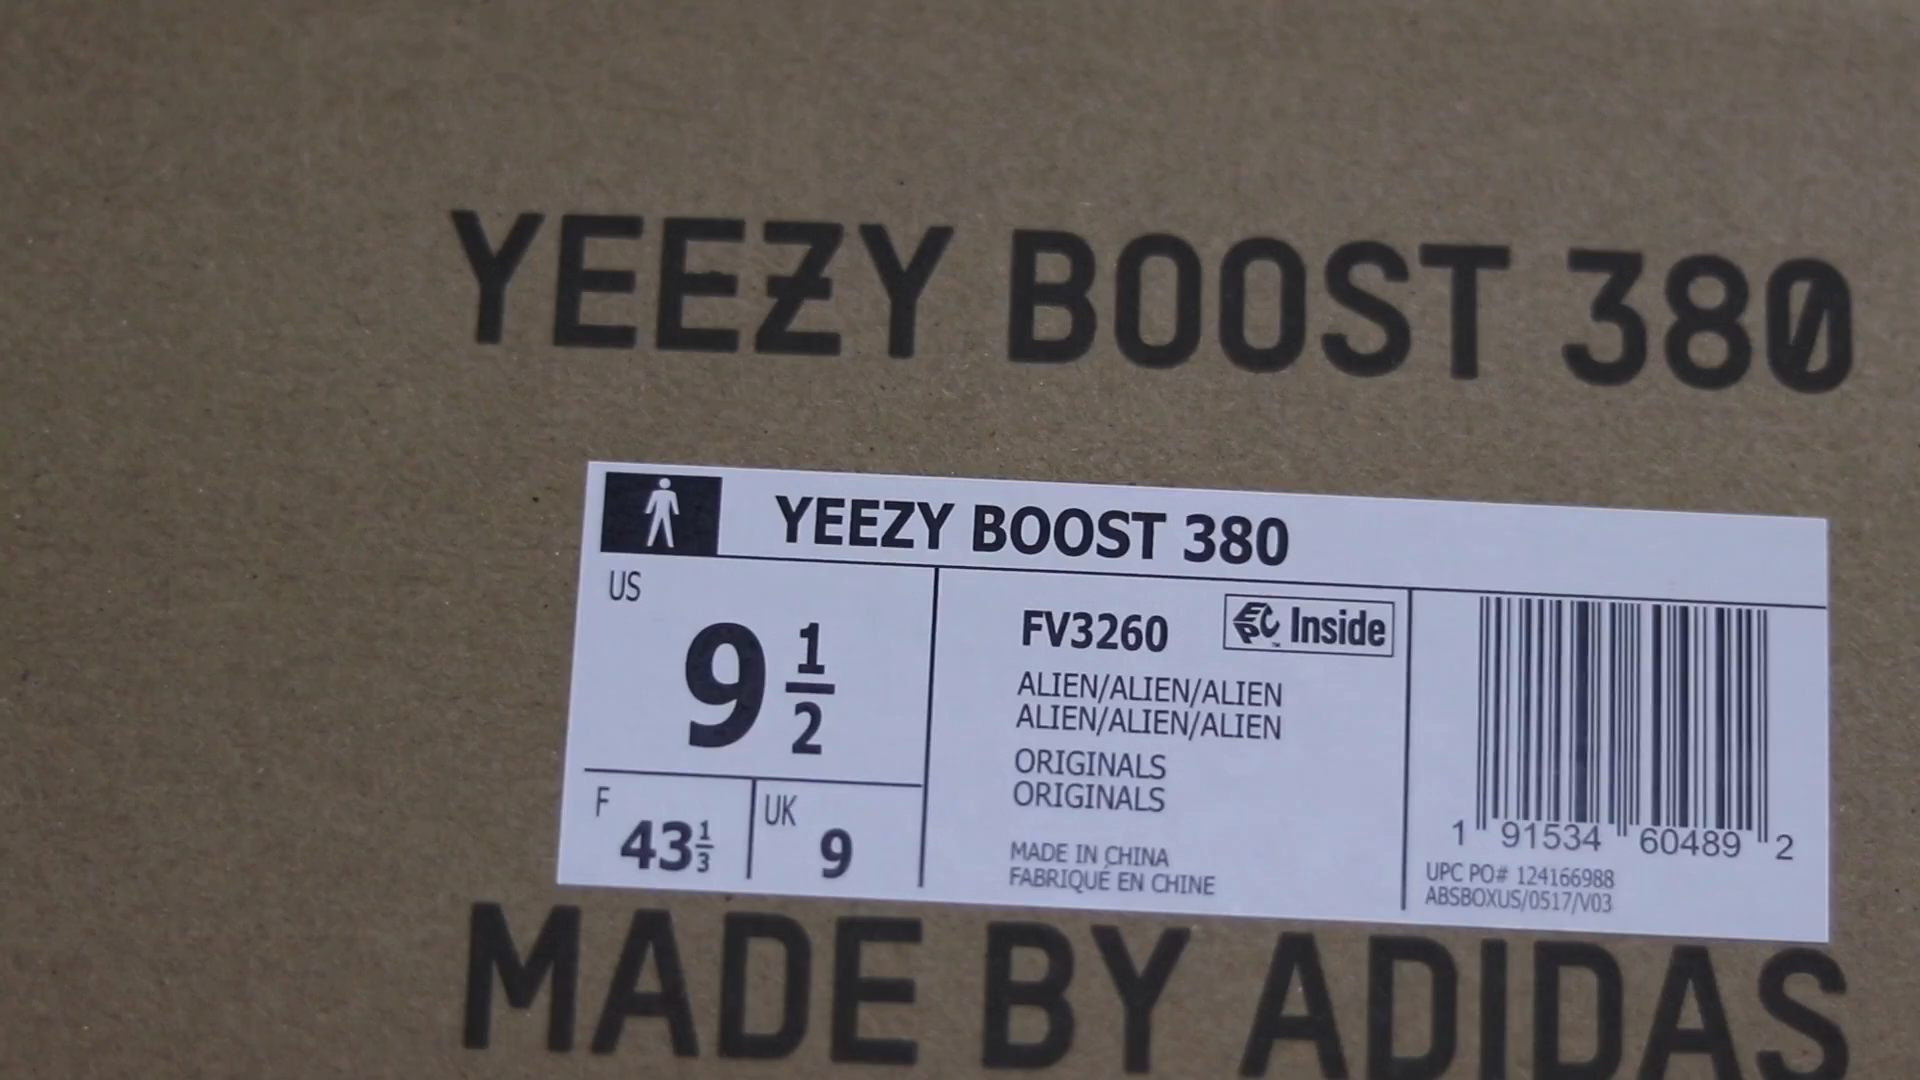 YEEZY BOOST 380
YEEZY BOOST 380
US
9 1/2
F
43 1/3
UK
9
FV3260
EPC Inside
ALIEN/ALIEN/ALIEN
ALIEN/ALIEN/ALIEN
ORIGINALS
ORIGINALS
MADE IN CHINA
FABRIQUÉ EN CHINE
1 91534 60489 2
UPC PO# 124166988
ABSBOXUS/0517/V03
MADE BY ADIDAS